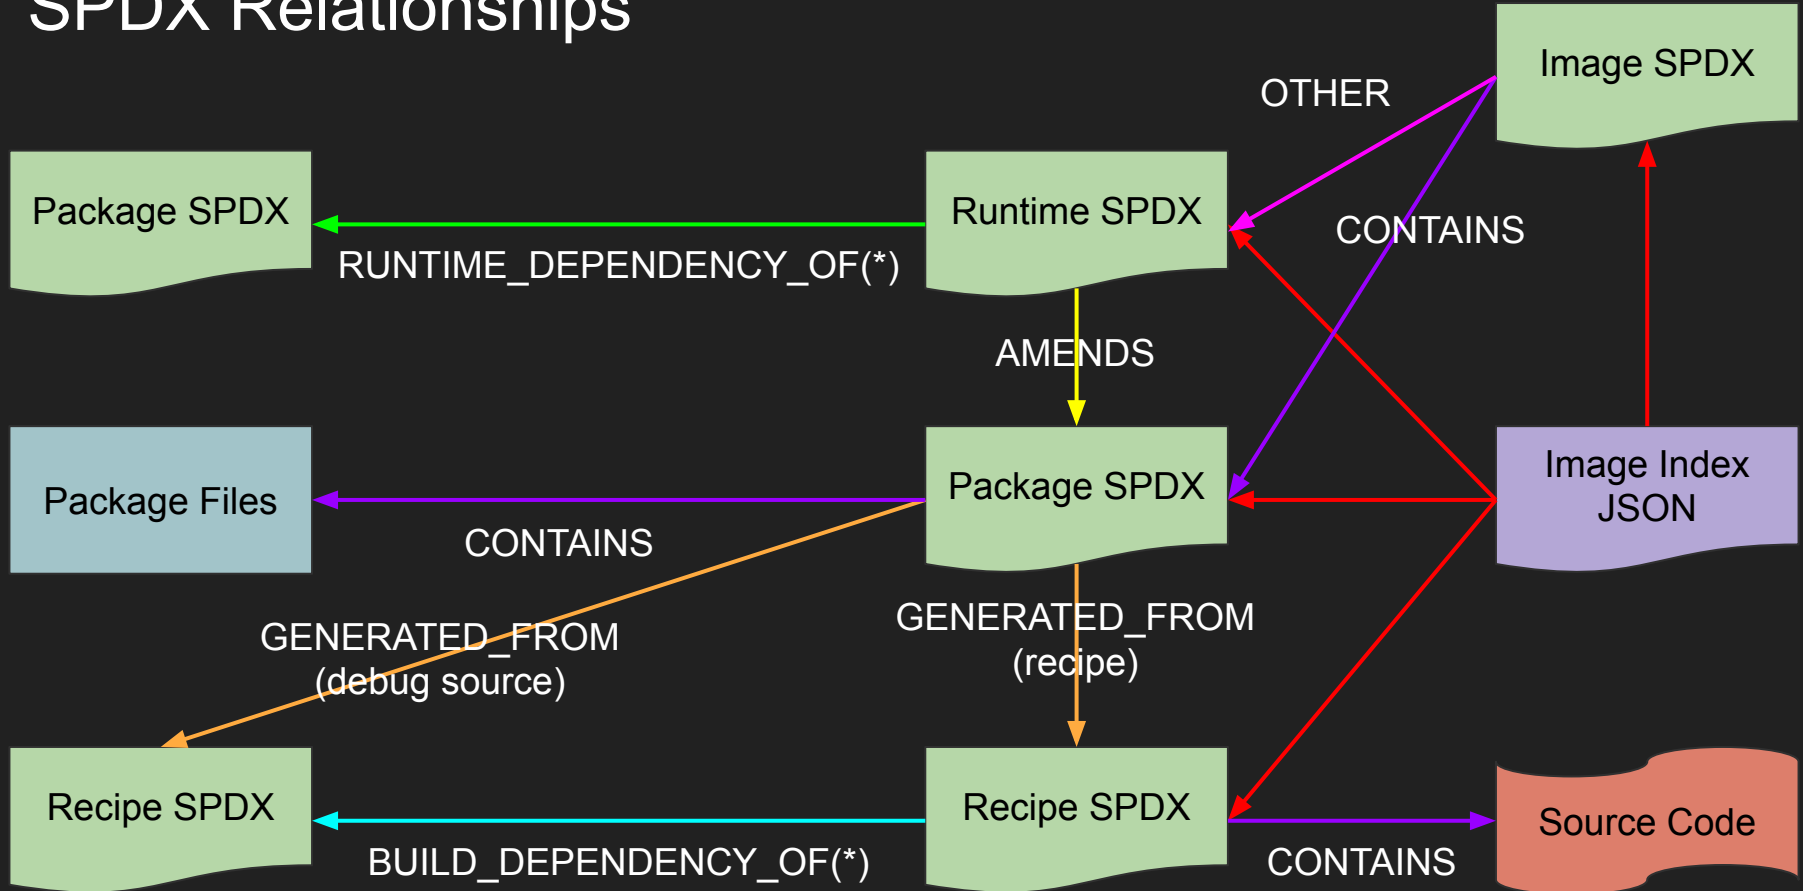 SPDX Relationships
Image SPDX
OTHER
Package SPDX
Runtime SPDX
CONTAINS
RUNTIME_DEPENDENCY_OF(*)
AMENDS
Package Files
Package SPDX
Image Index
JSON
CONTAINS
GENERATED_FROM
(debug source)
GENERATED_FROM
(recipe)
Recipe SPDX
Recipe SPDX
Source Code
BUILD_DEPENDENCY_OF(*)
CONTAINS